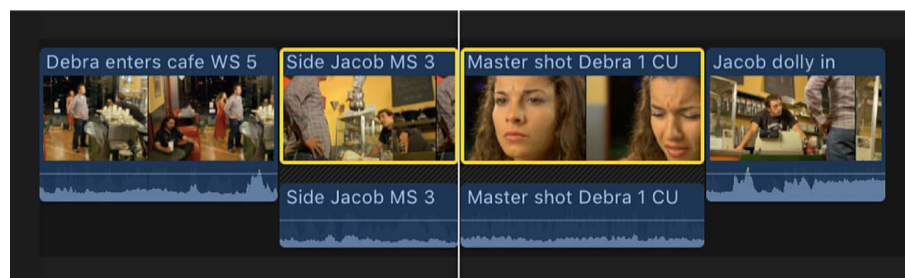 Debra enters cafe WS 5
Side Jacob MS 3
Master shot Debra 1 CU
Jacob dolly in
Side Jacob MS 3
Master shot Debra 1 CU